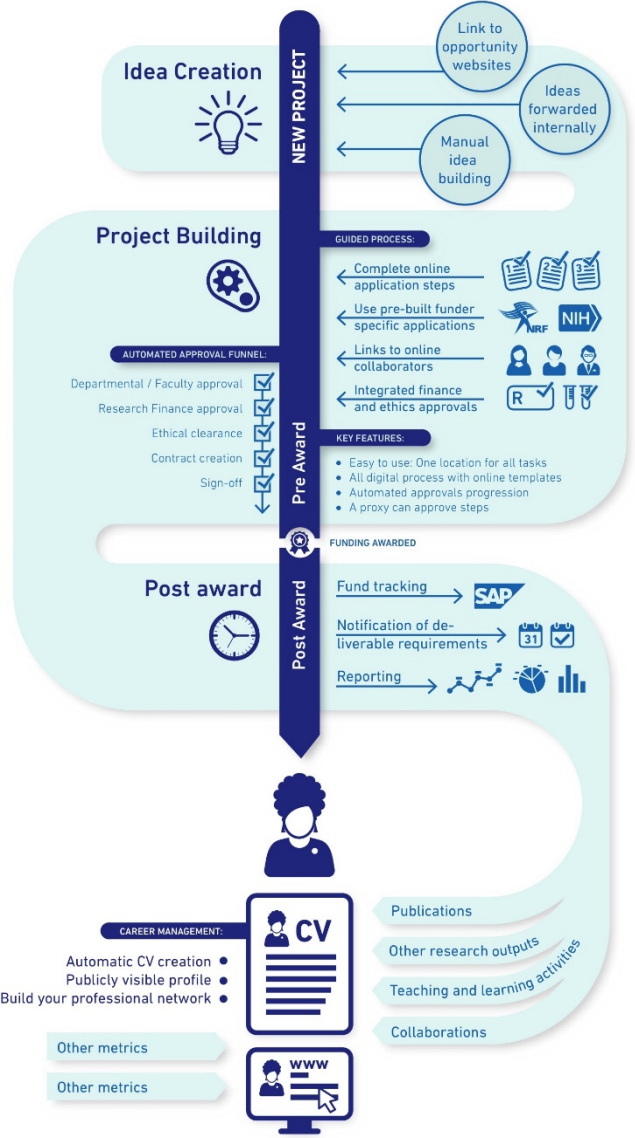 Link to
opportunity
websites
Idea Creation
NEW PROJECT
Ideas
forwarded
internally
Manual
idea
building
Project Building
GUIDED PROCESS:
Complete online
application steps
1
2
3
Use pre-built funder
specific applications
NRF
NIH
AUTOMATED APPROVAL FUNNEL:
Links to online
collaborators
Departmental / Faculty approval
Research Finance approval
Ethical clearance
Contract creation
Sign-off
Integrated finance
and ethics approvals
R
Pre Award
KEY FEATURES:
• Easy to use: One location for all tasks
• All digital process with online templates
• Automated approvals progression
• A proxy can approve steps
FUNDING AWARDED
Post award
Post Award
Fund tracking
SAP
Notification of de-
liverable requirements
31
Reporting
CAREER MANAGEMENT:
Automatic CV creation •
Publicly visible profile •
Build your professional network •
CV
Publications
Other research outputs
Teaching and learning activities
Collaborations
Other metrics
Other metrics
www